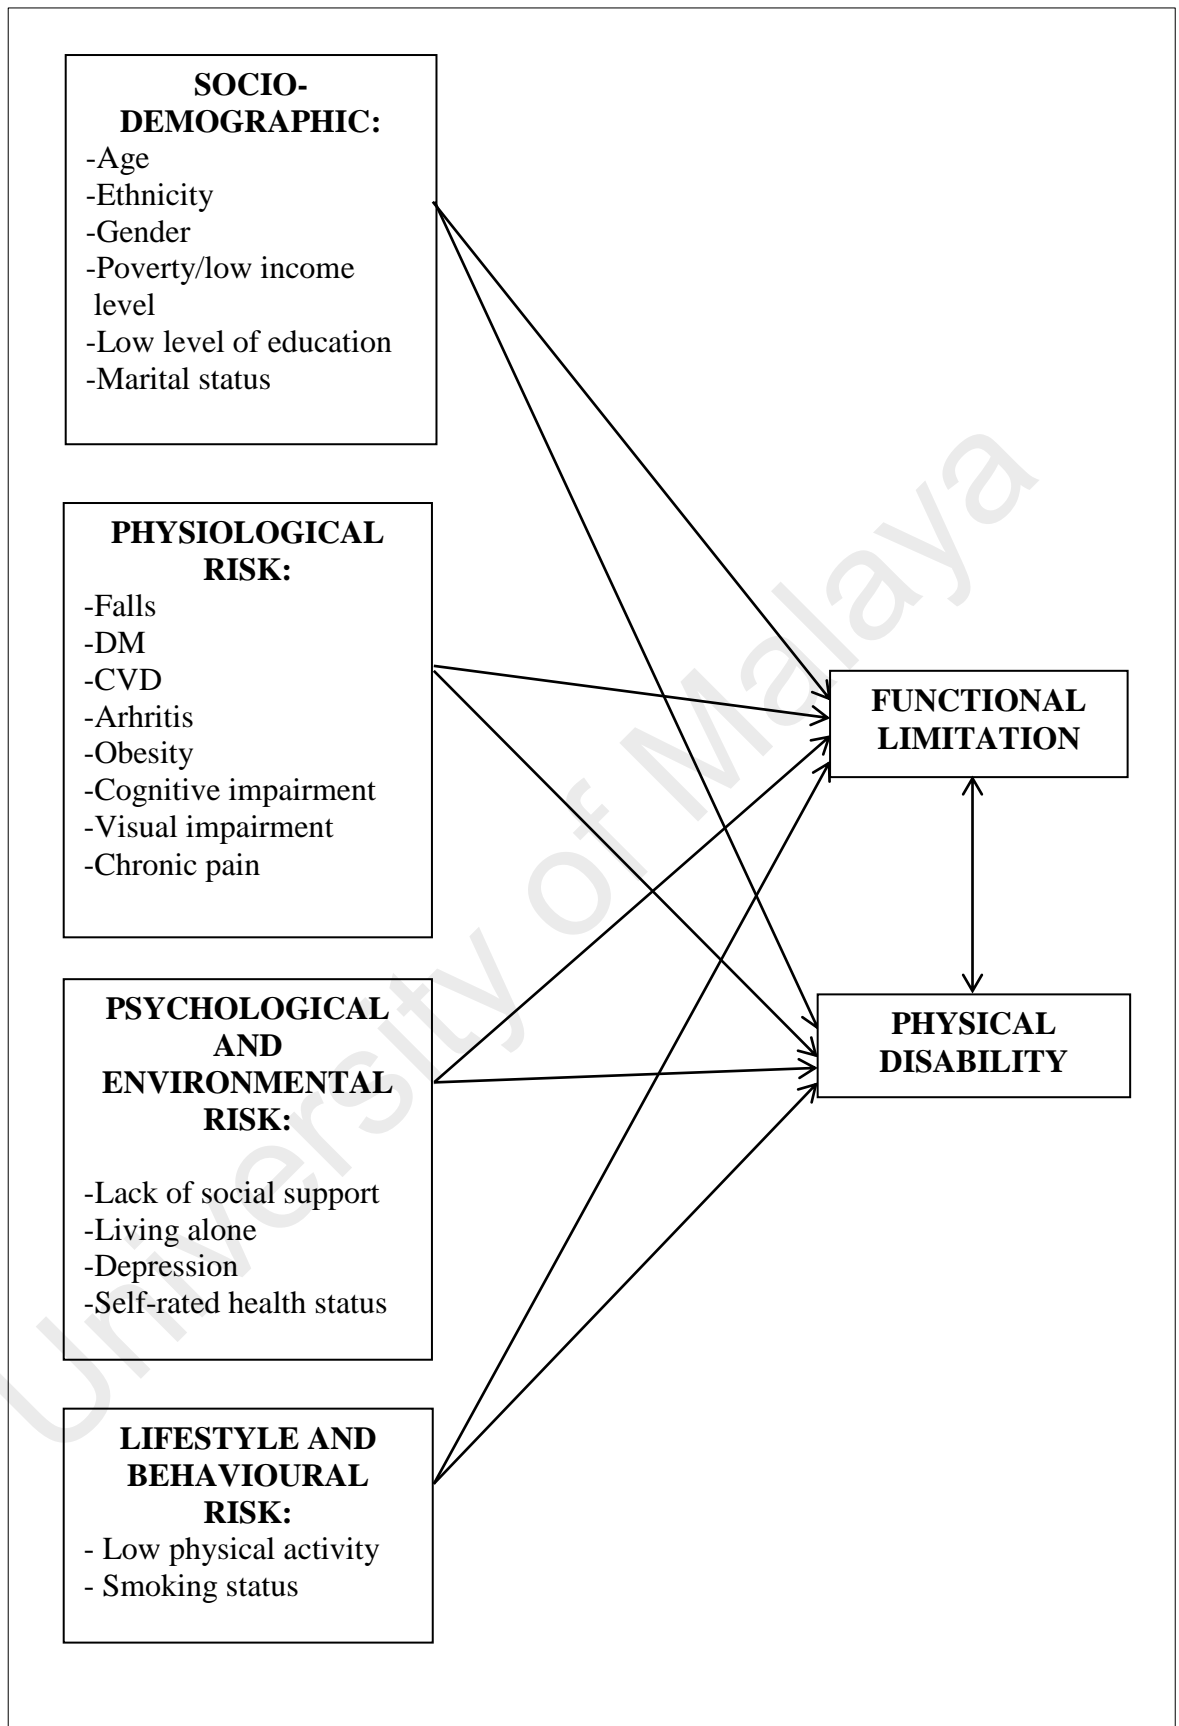 SOCIO-
DEMOGRAPHIC:
-Age
-Ethnicity
-Gender
-Poverty/low income
level
-Low level of education
-Marital status
PHYSIOLOGICAL
RISK:
-Falls
-DM
-CVD
-Arhritis
-Obesity
-Cognitive impairment
-Visual impairment
-Chronic pain
PSYCHOLOGICAL
AND
ENVIRONMENTAL
RISK:
-Lack of social support
-Living alone
-Depression
-Self-rated health status
LIFESTYLE AND
BEHAVIOURAL
RISK:
- Low physical activity
- Smoking status
FUNCTIONAL
LIMITATION
PHYSICAL
DISABILITY
University of Malaya